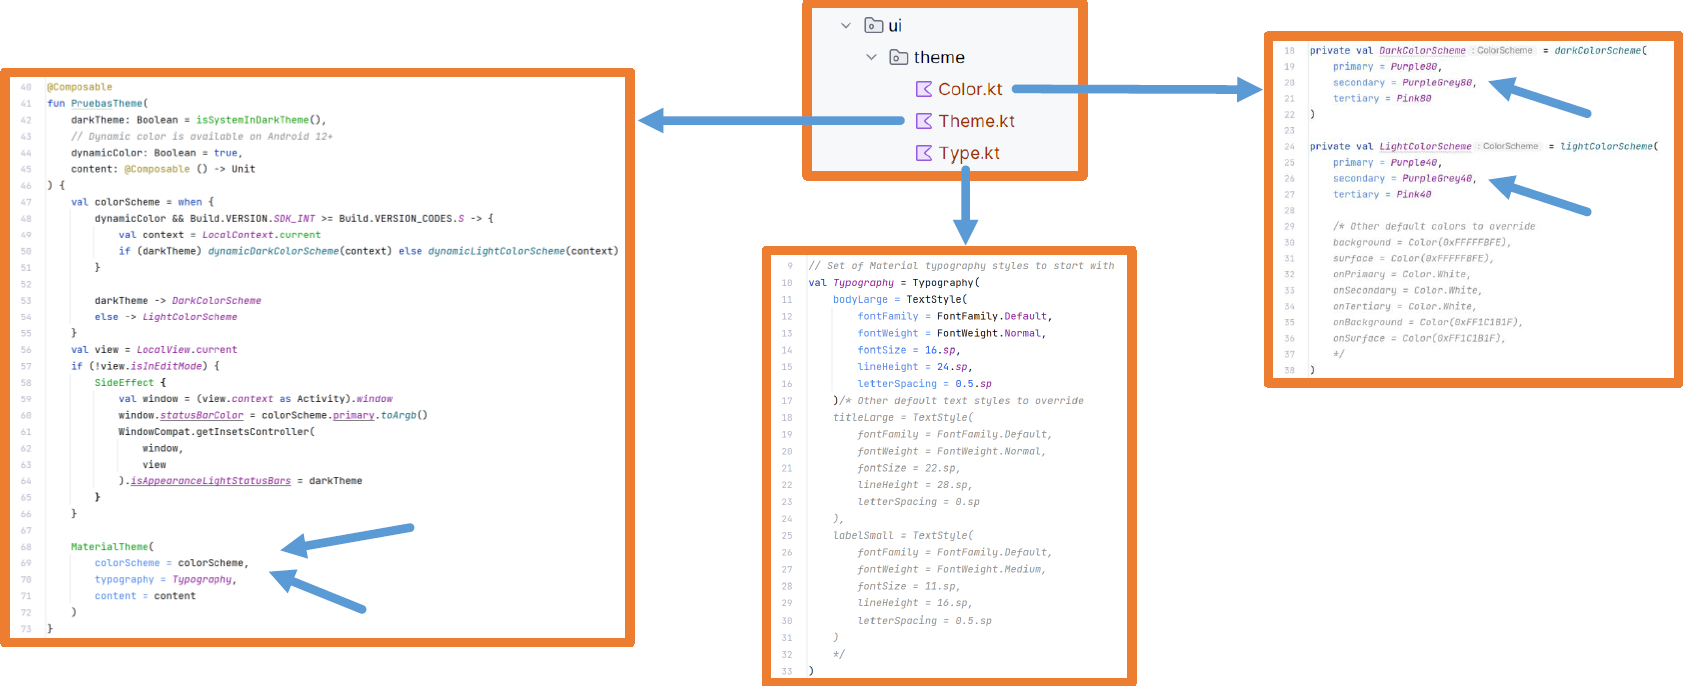 ui
theme
Color.kt
Theme.kt
Type.kt
40 @Composable
41 fun PruebasTheme(
42 darkTheme: Boolean = isSystemInDarkTheme(),
43 // Dynamic color is available on Android 12+
44 dynamicColor: Boolean = true,
45 content: @Composable () -> Unit
46 ) {
47 val colorScheme = when {
48 dynamicColor && Build.VERSION.SDK_INT >= Build.VERSION_CODES.S -> {
49 val context = LocalContext.current
50 if (darkTheme) dynamicDarkColorScheme(context) else dynamicLightColorScheme(context)
51 }
52
53 darkTheme -> DarkColorScheme
54 else -> LightColorScheme
55 }
56 val view = LocalView.current
57 if (!view.isInEditMode) {
58 SideEffect {
59 val window = (view.context as Activity).window
60 window.statusBarColor = colorScheme.primary.toArgb()
61 WindowCompat.getInsetsController(
62 window,
63 view
64 ).isAppearanceLightStatusBars = darkTheme
65 }
66 }
67
68 MaterialTheme(
69 colorScheme = colorScheme,
70 typography = Typography,
71 content = content
72 )
73 }
9 // Set of Material typography styles to start with
10 val Typography = Typography(
11 bodyLarge = TextStyle(
12 fontFamily = FontFamily.Default,
13 fontWeight = FontWeight.Normal,
14 fontSize = 16.sp,
15 lineHeight = 24.sp,
16 letterSpacing = 0.5.sp
17 )/* Other default text styles to override
18 titleLarge = TextStyle(
19 fontFamily = FontFamily.Default,
20 fontWeight = FontWeight.Normal,
21 fontSize = 22.sp,
22 lineHeight = 28.sp,
23 letterSpacing = 0.sp
24 ),
25 labelSmall = TextStyle(
26 fontFamily = FontFamily.Default,
27 fontWeight = FontWeight.Medium,
28 fontSize = 11.sp,
29 lineHeight = 16.sp,
30 letterSpacing = 0.5.sp
31 )
32 */
33 )
18 private val DarkColorScheme : ColorScheme = darkColorScheme(
19 primary = Purple80,
20 secondary = PurpleGrey80,
21 tertiary = Pink80
22 )
23
24 private val LightColorScheme : ColorScheme = lightColorScheme(
25 primary = Purple40,
26 secondary = PurpleGrey40,
27 tertiary = Pink40
28
29 /* Other default colors to override
30 background = Color(0xFFFFFBFE),
31 surface = Color(0xFFFFFBFE),
32 onPrimary = Color.White,
33 onSecondary = Color.White,
34 onTertiary = Color.White,
35 onBackground = Color(0xFF1C1B1F),
36 onSurface = Color(0xFF1C1B1F),
37 */
38 )